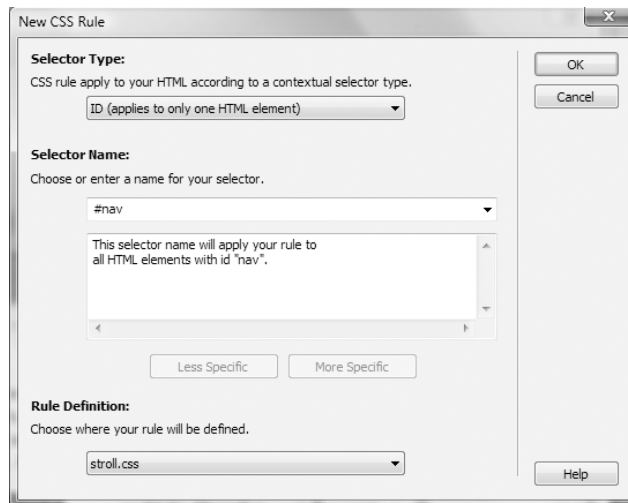 New CSS Rule
Selector Type:
OK
CSS rule apply to your HTML according to a contextual selector type.
Cancel
ID (applies to only one HTML element)
Selector Name:
Choose or enter a name for your selector.
#nav
This selector name will apply your rule to
all HTML elements with id "nav".
Less Specific
More Specific
Rule Definition:
Choose where your rule will be defined.
stroll.css
Help